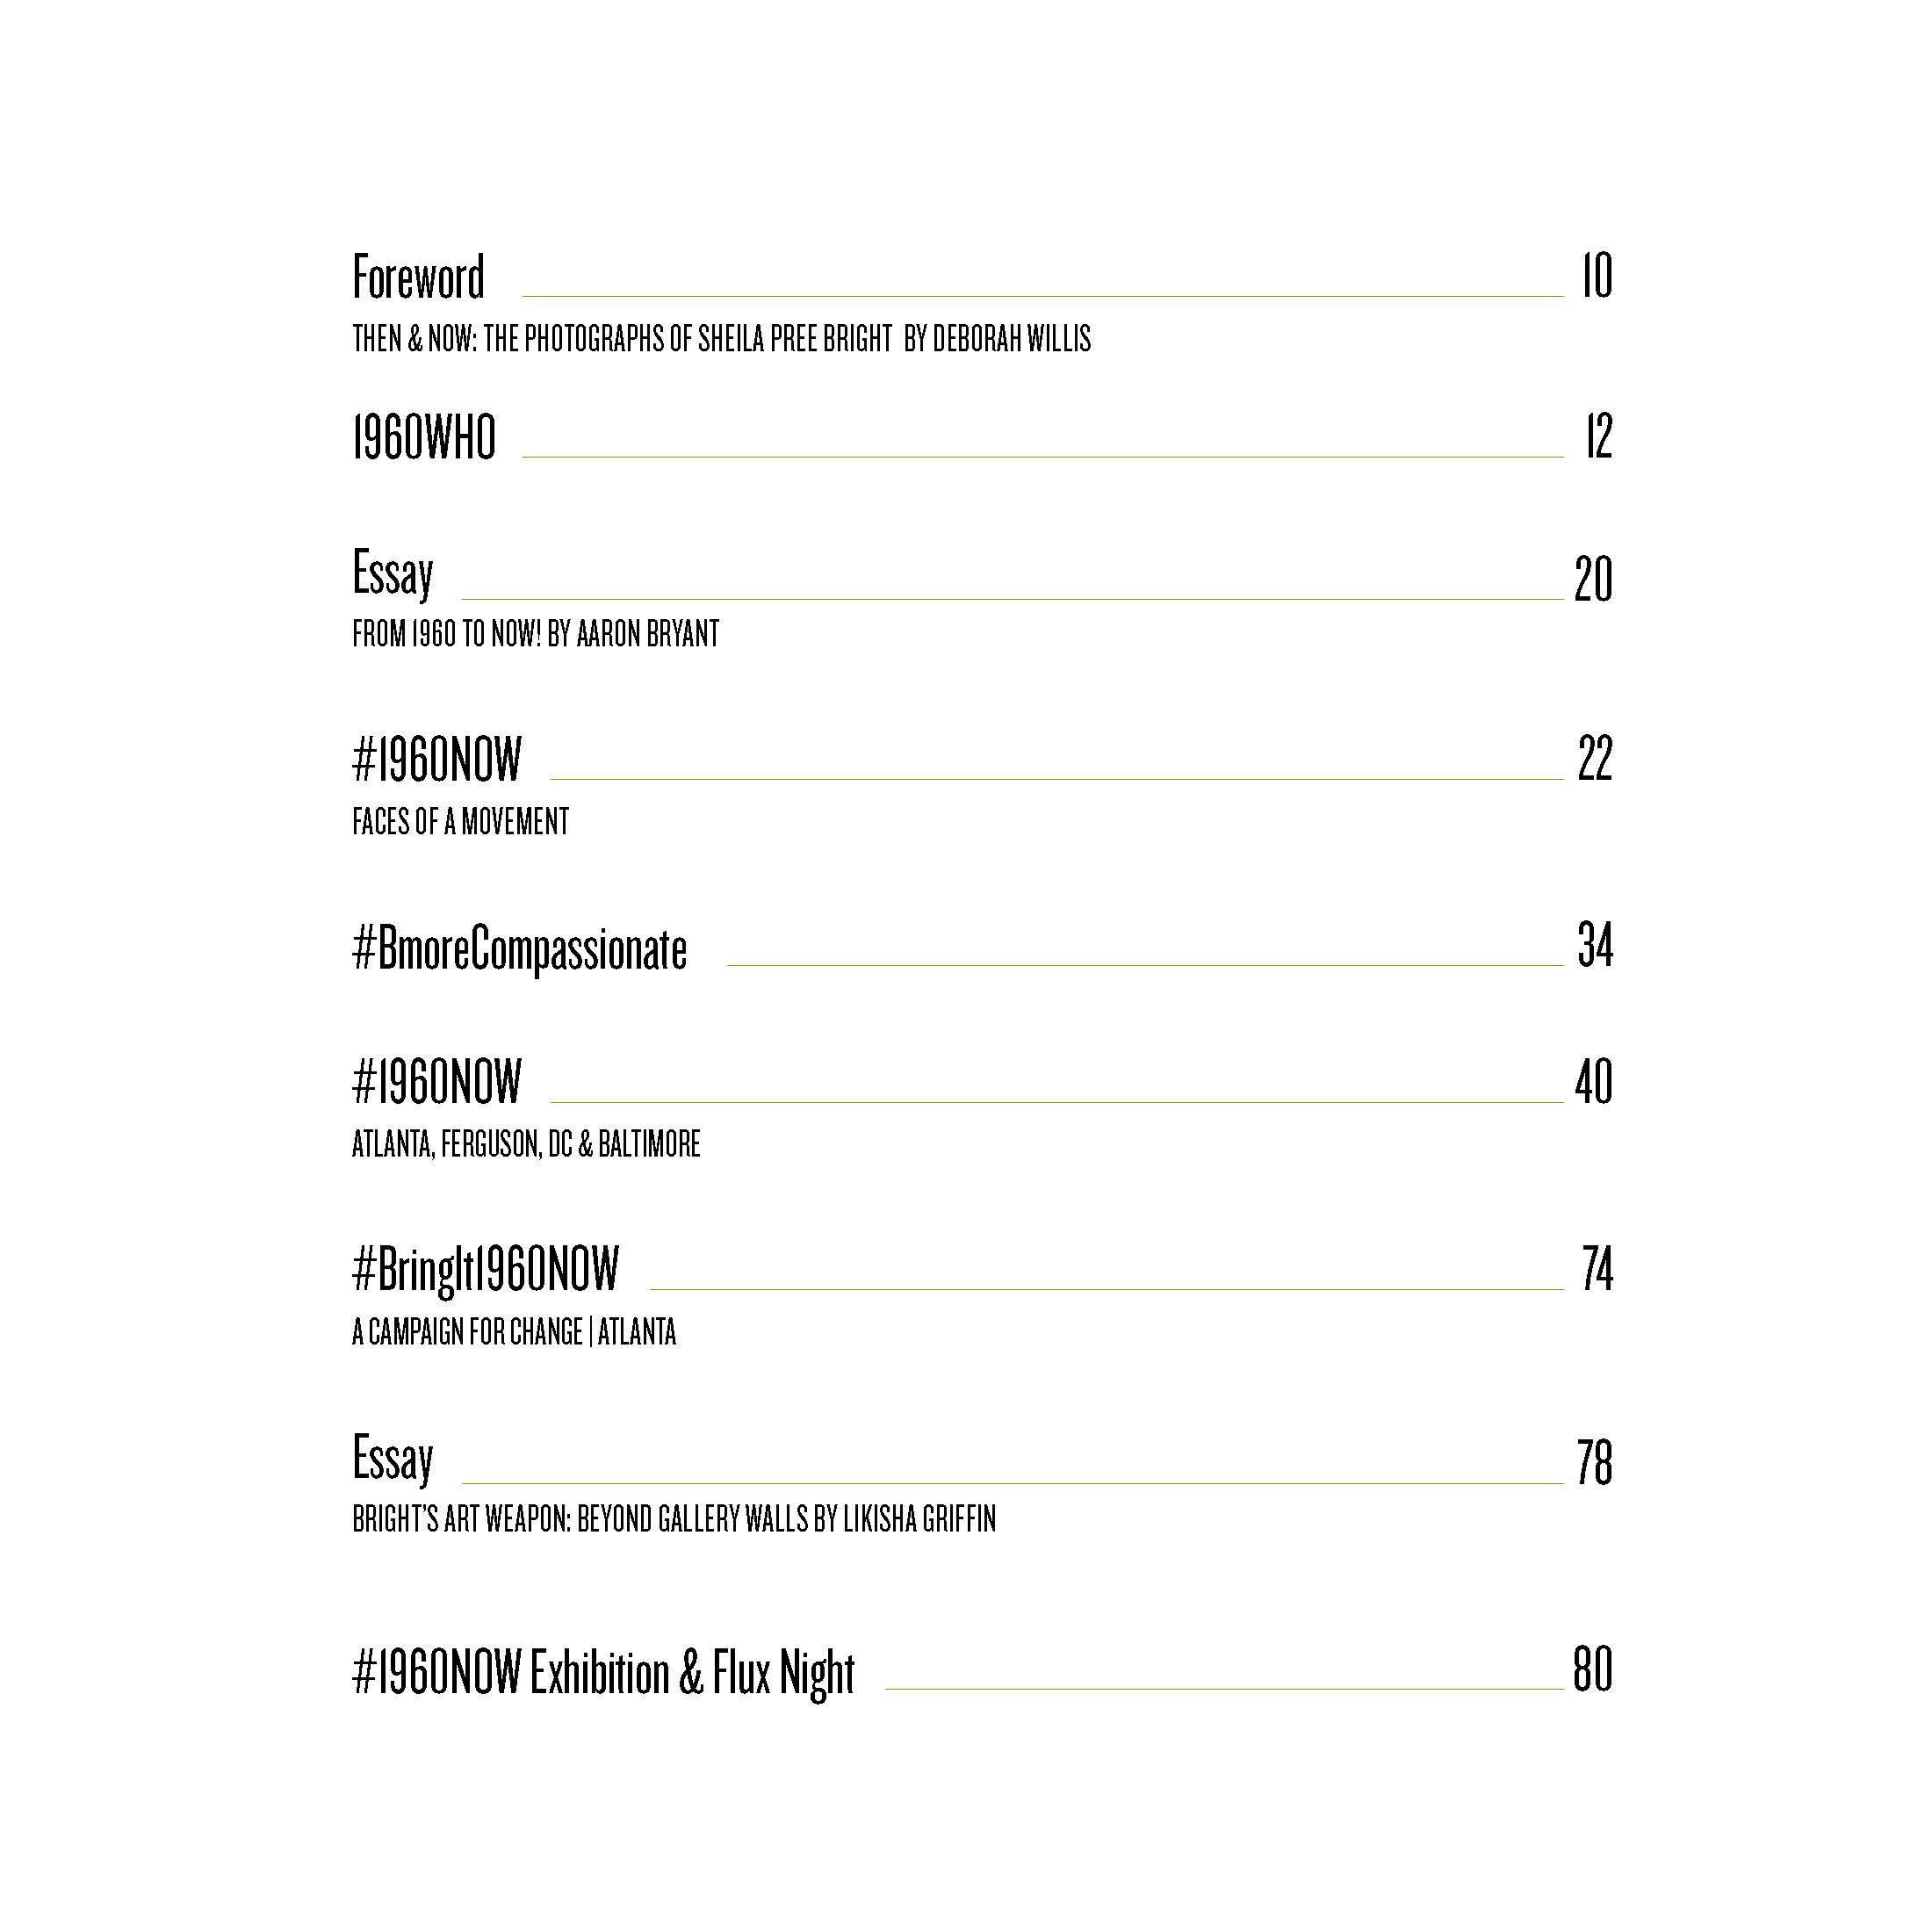 Foreword 10
THEN & NOW: THE PHOTOGRAPHS OF SHEILA PREE BRIGHT BY DEBORAH WILLIS
1960WHO 12
Essay 20
FROM 1960 TO NOW! BY AARON BRYANT
#1960NOW 22
FACES OF A MOVEMENT
#BmoreCompassionate 34
#1960NOW 40
ATLANTA, FERGUSON, DC & BALTIMORE
#BringIt1960NOW 74
A CAMPAIGN FOR CHANGE | ATLANTA
Essay 78
BRIGHT’S ART WEAPON: BEYOND GALLERY WALLS BY LIKISHA GRIFFIN
#1960NOW Exhibition & Flux Night 80